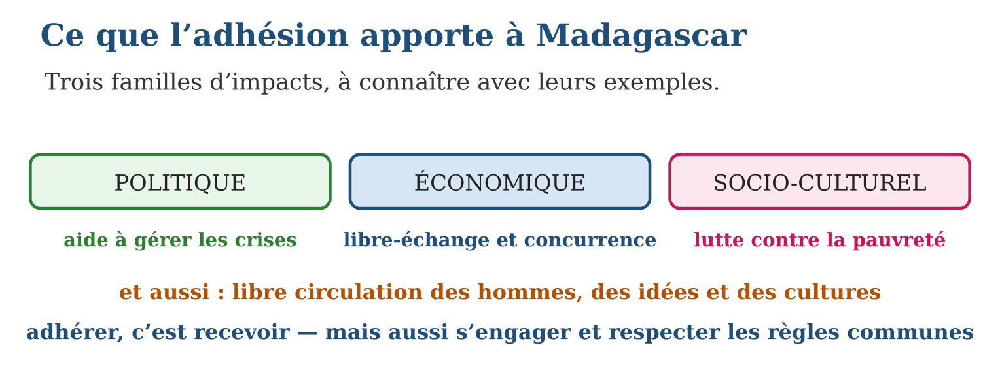 Ce que l’adhésion apporte à Madagascar
Trois familles d’impacts, à connaître avec leurs exemples.
POLITIQUE
ÉCONOMIQUE
SOCIO-CULTUREL
aide à gérer les crises
libre-échange et concurrence
lutte contre la pauvreté
et aussi : libre circulation des hommes, des idées et des cultures
adhérer, c’est recevoir — mais aussi s’engager et respecter les règles communes